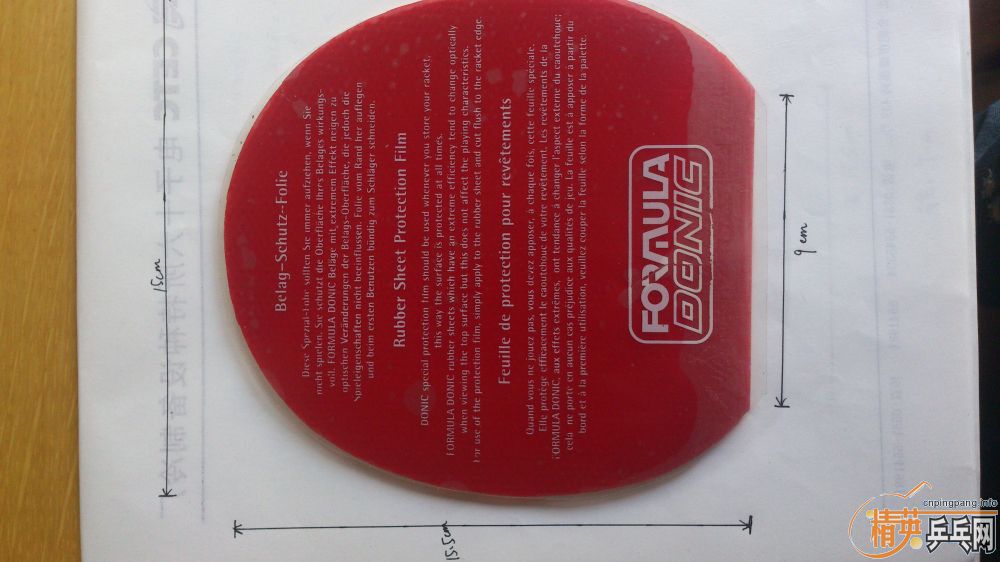 Belag-Schutz-Folie
Diese Spezial-Folie sollten Sie immer aufziehen, wenn Sie
nicht spielen. Sie schützt die Oberfläche Ihres Belages wirkungs-
voll. FORMULA DONIC Beläge mit extremem Effekt neigen zu
optischen Veränderungen der Belags-Oberfläche, die jedoch die
Spieleigenschaften nicht beeinflussen. Folie vom Rand her auflegen
und beim ersten Benutzen bündig zum Schläger schneiden.
Rubber Sheet Protection Film
DONIC special protection film should be used whenever you store your racket,
this way the surface is protected at all times.
FORMULA DONIC rubber sheets which have an extreme efficiency tend to change optically
when viewing the top surface but this does not affect the playing characteristics.
For use of the protection film, simply apply to the rubber sheet and cut flush to the racket edge.
Feuille de protection pour revêtements
Quand vous ne jouez pas, vous devrez apposer, à chaque fois, cette feuille spéciale.
Elle protège efficacement le caoutchouc de votre revêtement. Les revêtements de la
FORMULA DONIC, aux effets extrêmes, ont tendance à changer l'aspect externe du caoutchouc;
cela ne porte en aucun cas préjudice aux qualités de jeu. La feuille est à apposer à partir du
bord et à la première utilisation, veuillez couper la feuille selon la forme de la palette.
FORMULA
DONIC
15cm
9cm
15.5cm
cnpingpang.info
精英乒乓网